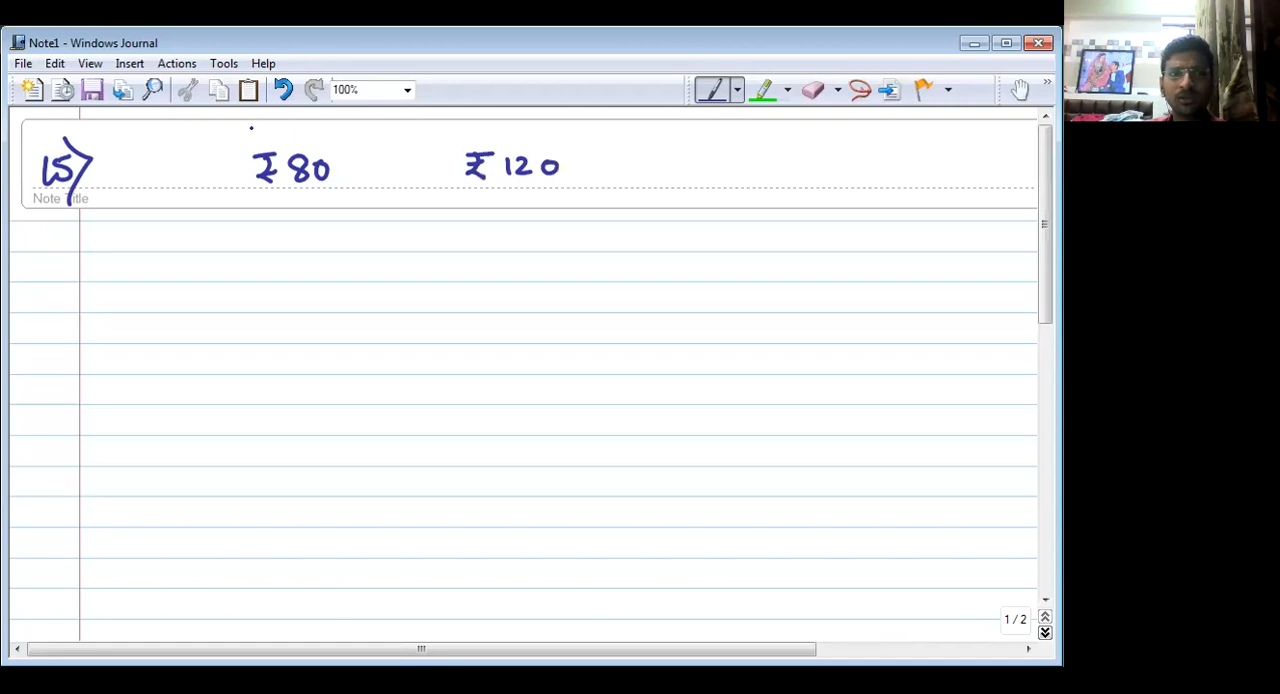 Note1 - Windows Journal
File Edit View Insert Actions Tools Help
100%
15) ₹ 80 ₹ 120
Note Title
1 / 2